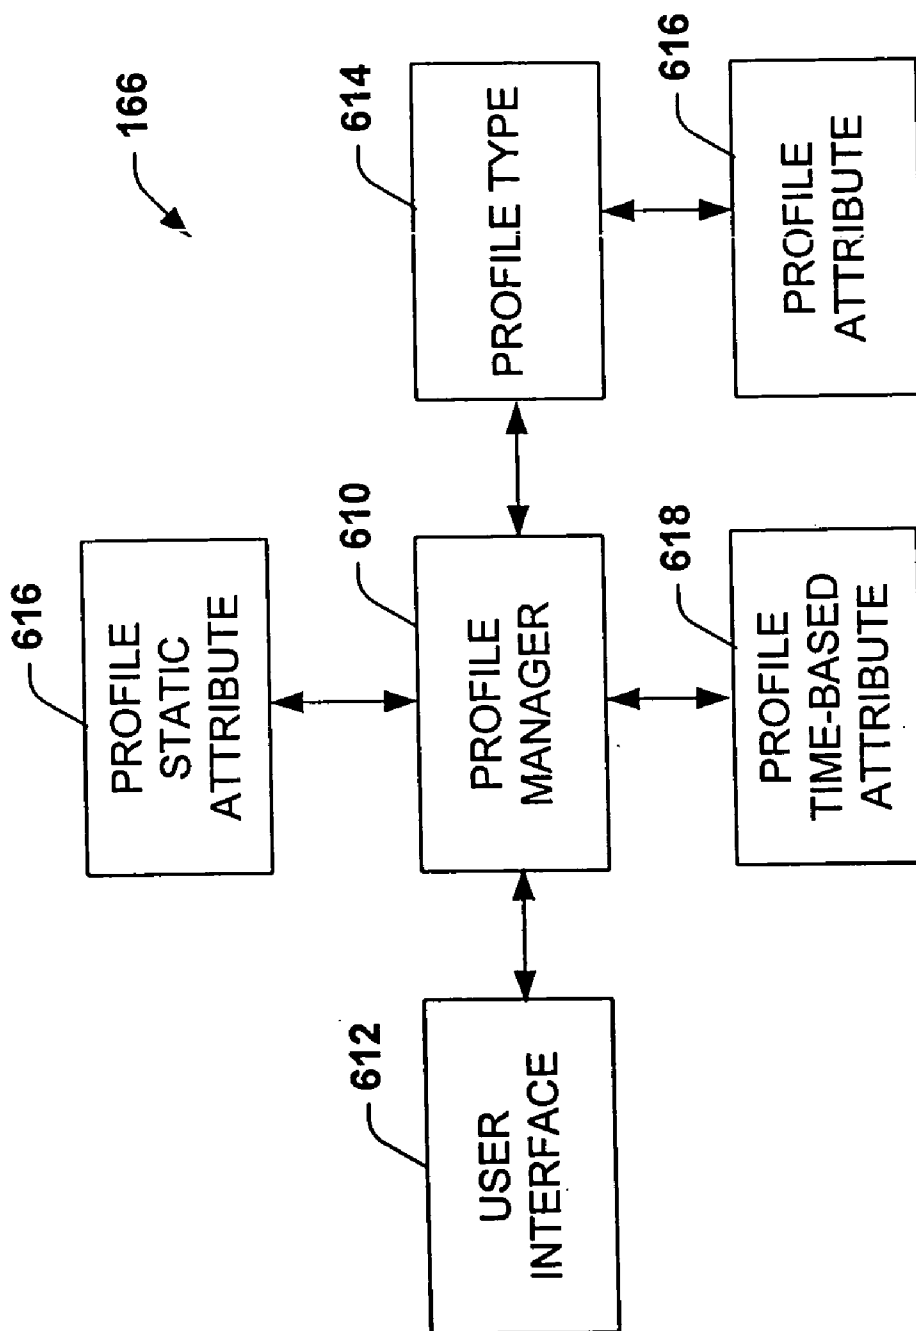 166
616
PROFILE
STATIC
ATTRIBUTE
612
USER
INTERFACE
610
PROFILE
MANAGER
614
PROFILE TYPE
618
PROFILE
TIME-BASED
ATTRIBUTE
616
PROFILE
ATTRIBUTE